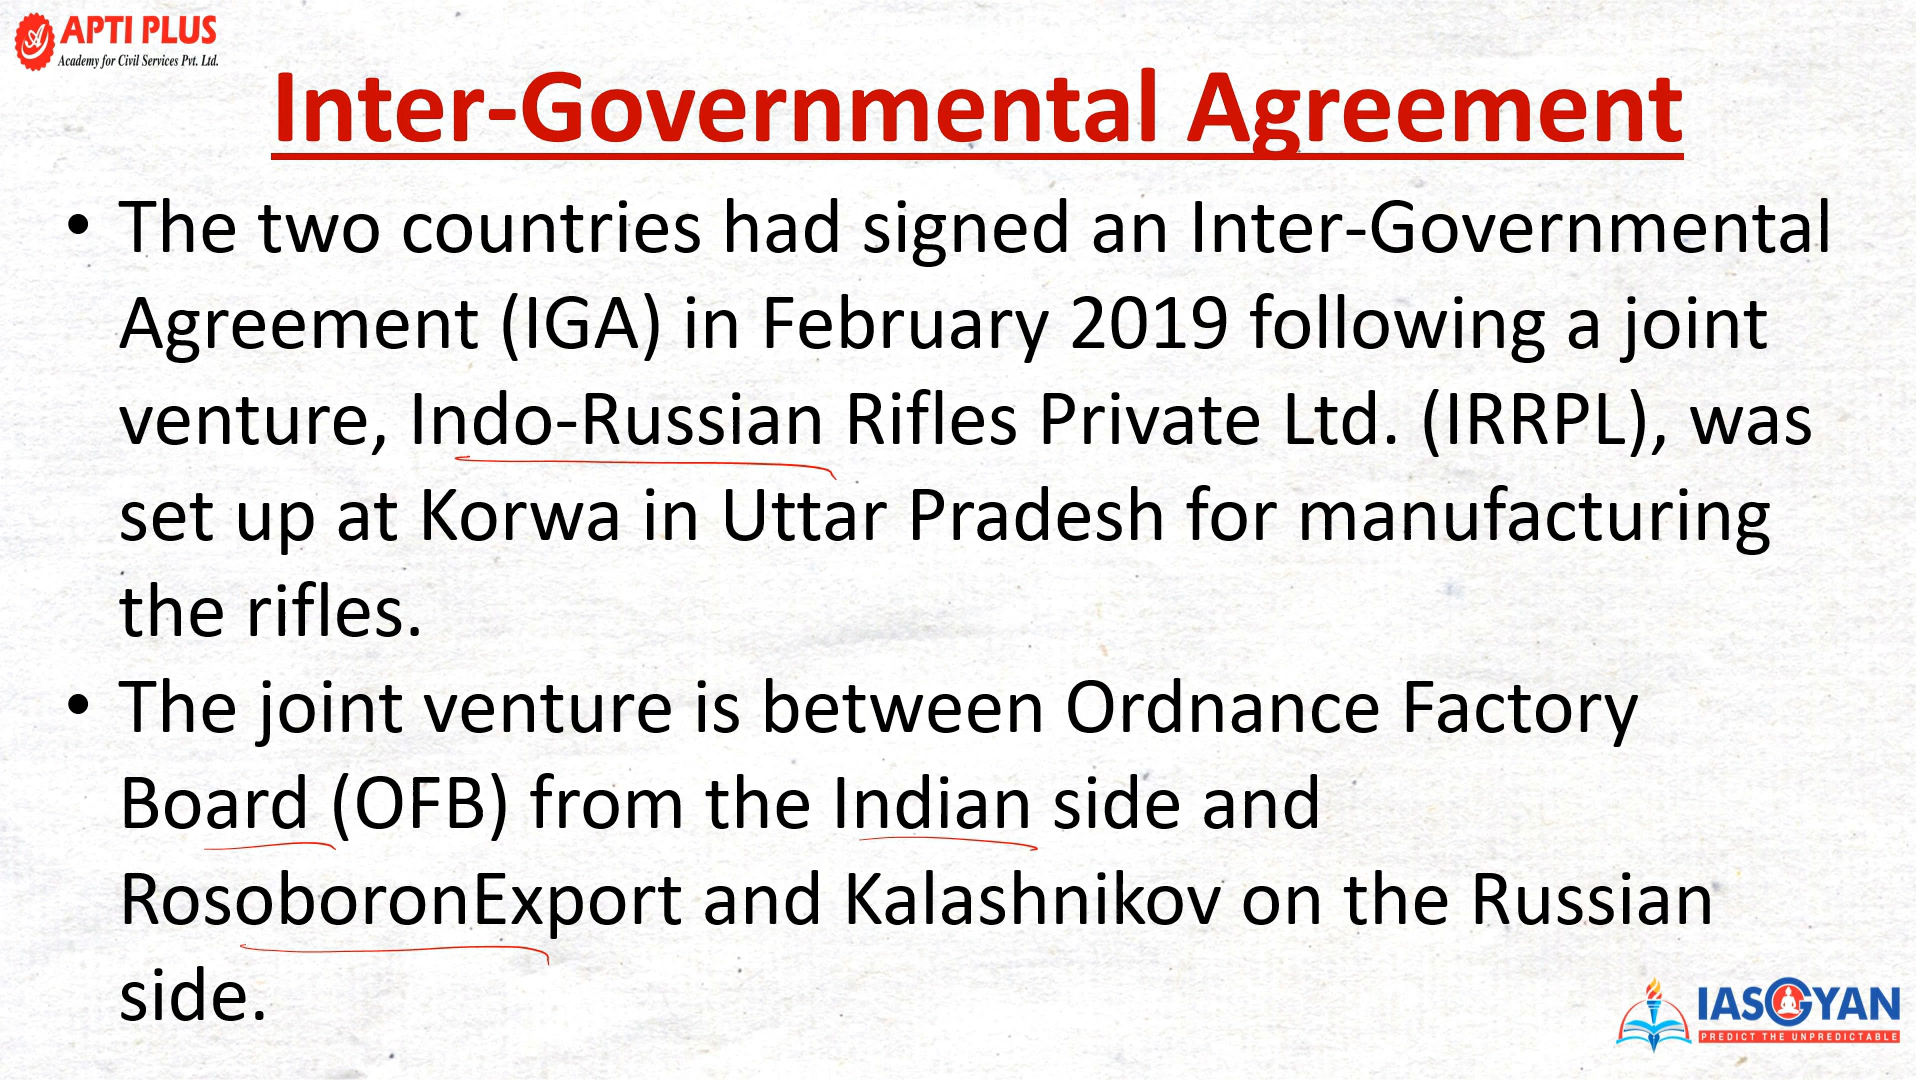 APTI PLUS
Academy for Civil Services Pvt. Ltd.
Inter-Governmental Agreement
• The two countries had signed an Inter-Governmental
Agreement (IGA) in February 2019 following a joint
venture, Indo-Russian Rifles Private Ltd. (IRRPL), was
set up at Korwa in Uttar Pradesh for manufacturing
the rifles.
• The joint venture is between Ordnance Factory
Board (OFB) from the Indian side and
RosoboronExport and Kalashnikov on the Russian
side.
IASGYAN
PREDICT THE UNPREDICTABLE